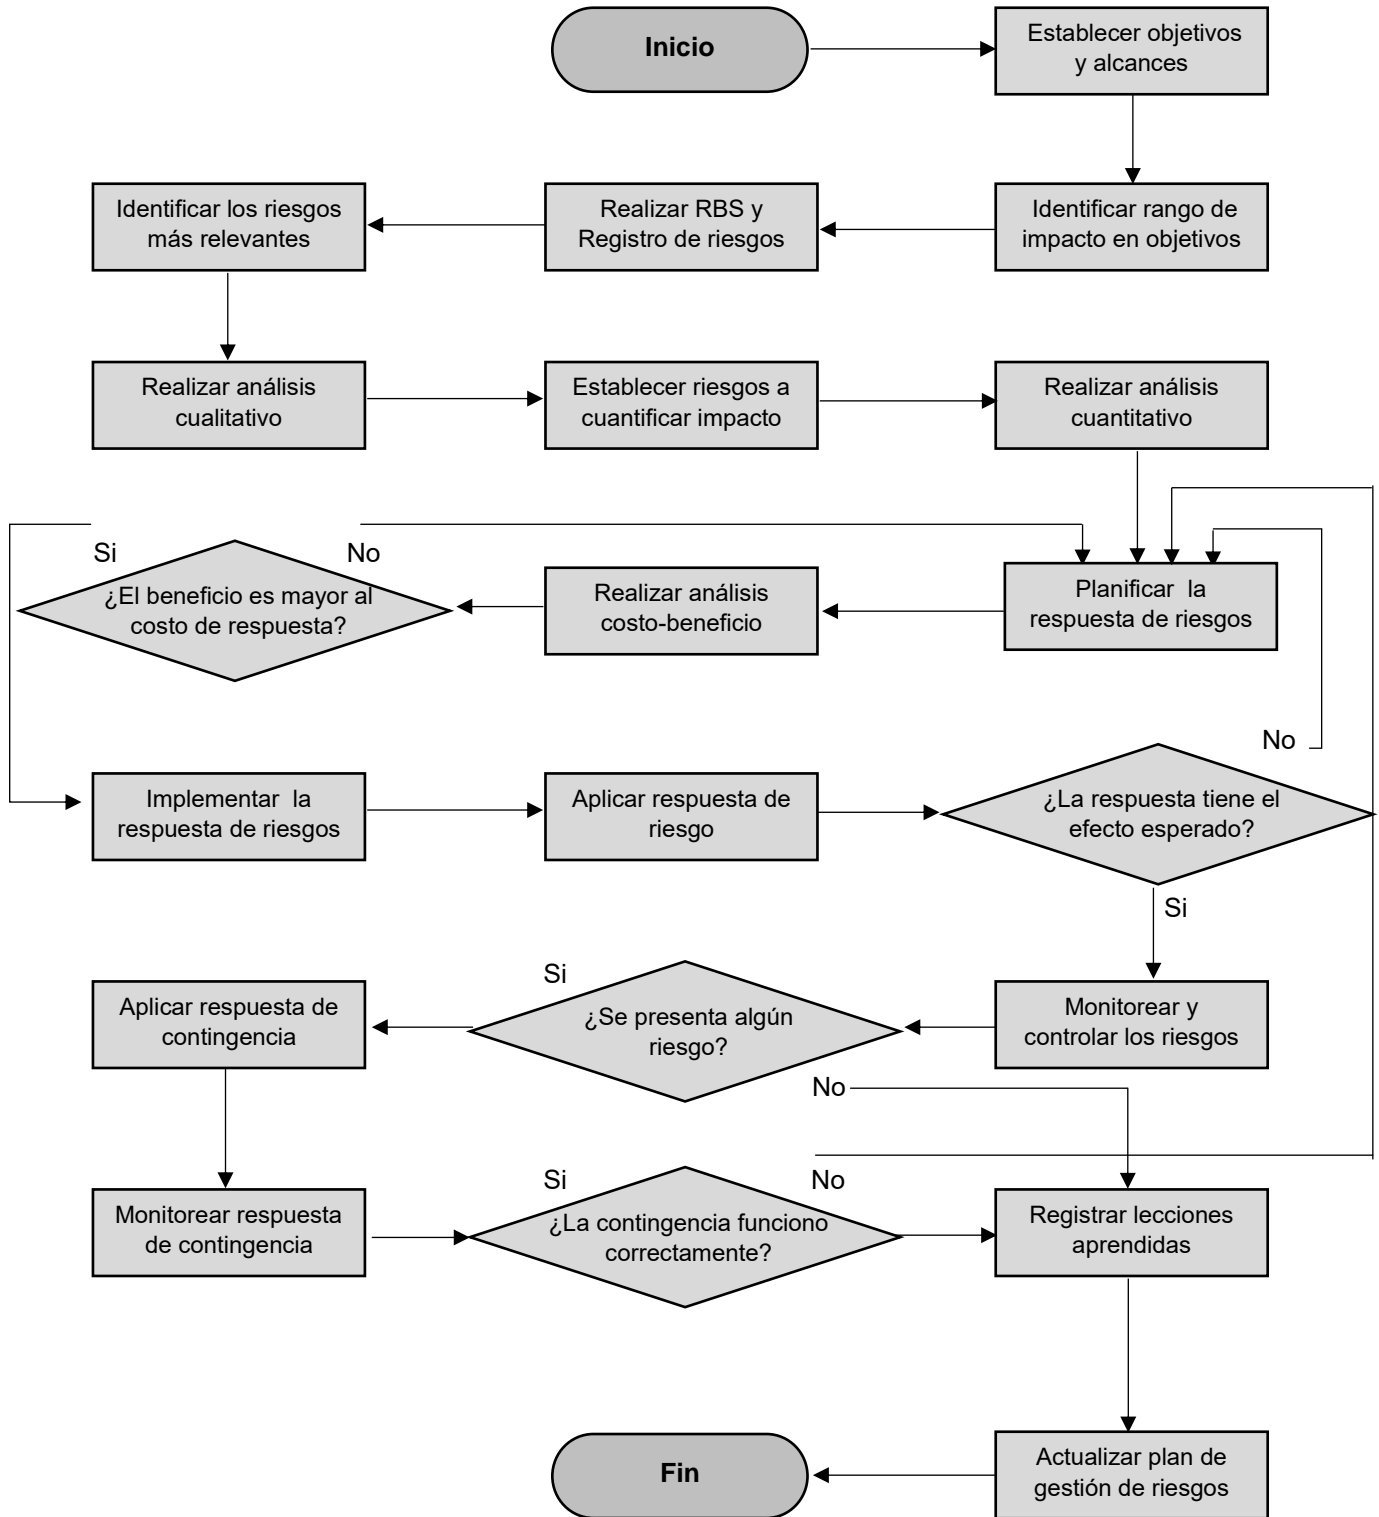 Inicio
Establecer objetivos
y alcances
Identificar rango de
impacto en objetivos
Realizar RBS y
Registro de riesgos
Identificar los riesgos
más relevantes
Realizar análisis
cualitativo
Establecer riesgos a
cuantificar impacto
Realizar análisis
cuantitativo
Planificar la
respuesta de riesgos
Realizar análisis
costo-beneficio
Si
No
¿El beneficio es mayor al
costo de respuesta?
Implementar la
respuesta de riesgos
Aplicar respuesta de
riesgo
No
¿La respuesta tiene el
efecto esperado?
Si
Monitorear y
controlar los riesgos
Si
¿Se presenta algún
riesgo?
No
Aplicar respuesta de
contingencia
Monitorear respuesta
de contingencia
Si
No
¿La contingencia funciono
correctamente?
Registrar lecciones
aprendidas
Actualizar plan de
gestión de riesgos
Fin